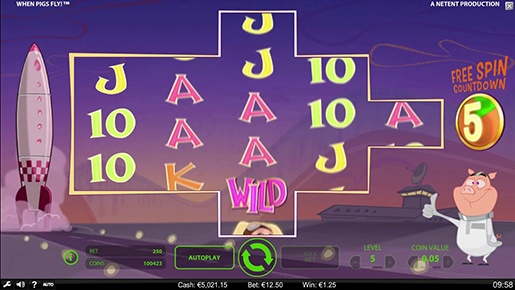 WHEN PIGS FLY!™
A NETENT PRODUCTION
J
J A J 10
10 A A 10 A
10 A A J
K WILD
FREE SPIN
COUNTDOWN
5
BET 250
COINS 100423
AUTOPLAY
MAX
BET
LEVEL
5
COIN VALUE
0.05
? AUTO
Cash: €5,021.15 Bet: €12.50 Win: €1.25
09:58